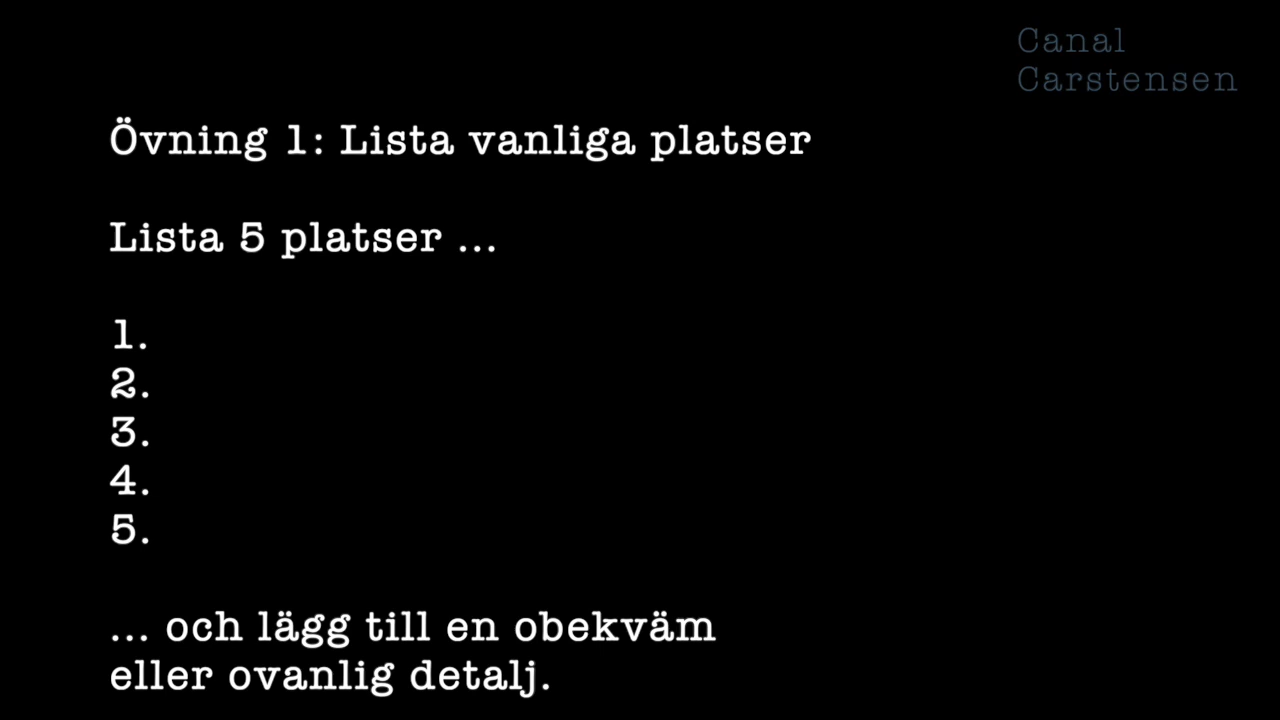 Canal
Carstensen
Övning 1: Lista vanliga platser
Lista 5 platser ...
1.
2.
3.
4.
5.
... och lägg till en obekväm
eller ovanlig detalj.